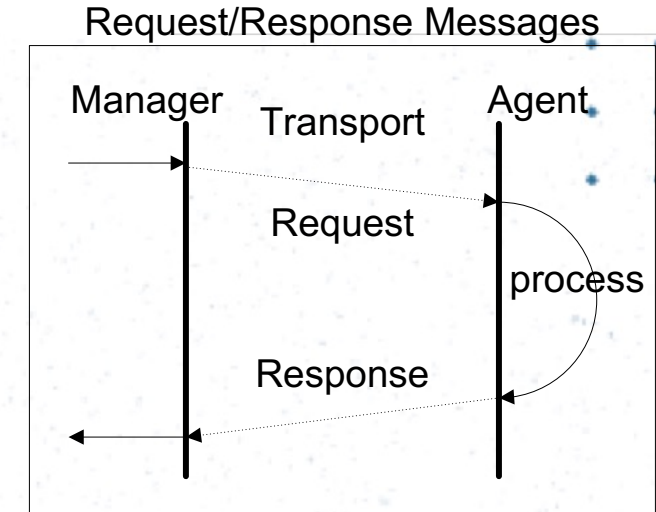 Request/Response Messages
Manager
Transport
Agent
Request
process
Response